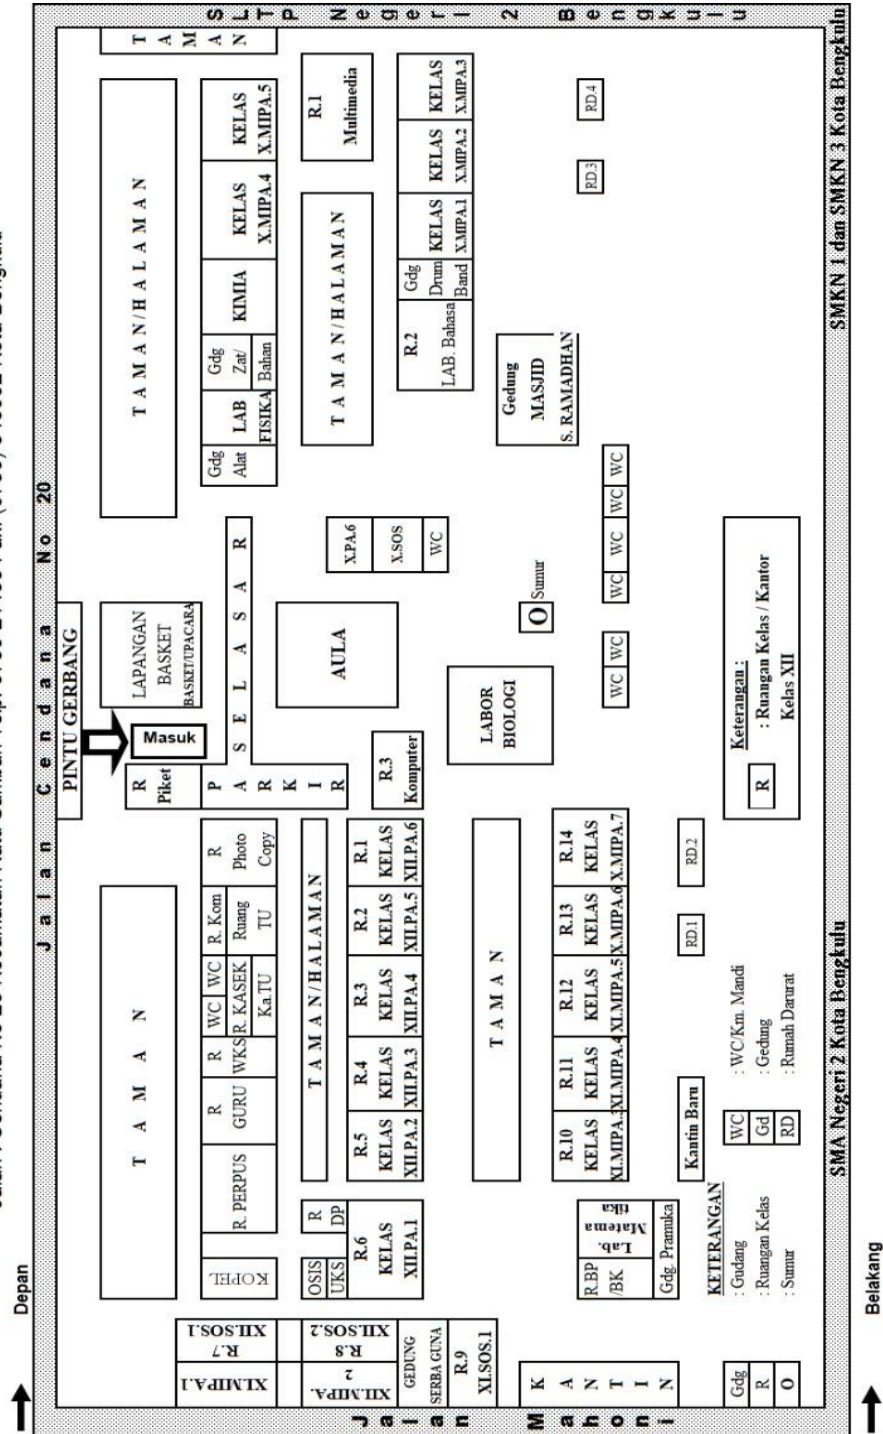 Depan
Jalan Cendana No 20
PINTU GERBANG
Masuk
SLTP Negeri 2 Bengkulu
Jalan Mahoni
TAMAN
TAMAN/HALAMAN
TAMAN
LAPANGAN
BASKET
BASKET/UPACARA
R
Piket
PARKIR
SELASAR
KOPEL
R. PERPUS
R
GURU
R
WKS
WC
WC
R. KASEK
Ka.TU
R. Kom
Ruang
TU
R
Photo
Copy
Gdg
Alat
LAB
FISIKA
Gdg
Zat/
Bahan
KIMIA
KELAS
X.MIPA.4
KELAS
X.MIPA.5
XI.MIPA.1
R.7
XII.SOS.1
XII.MIPA.
2
R.8
XII.SOS.2
GEDUNG
SERBA GUNA
R.9
XI.SOS.1
KANTIN
OSIS
UKS
R
DP
R.6
KELAS
XII.PA.1
TAMAN/HALAMAN
R.5
KELAS
XII.PA.2
R.4
KELAS
XII.PA.3
R.3
KELAS
XII.PA.4
R.2
KELAS
XII.PA.5
R.1
KELAS
XII.PA.6
R.3
Komputer
AULA
X.PA.6
X.SOS
WC
TAMAN/HALAMAN
R.1
Multimedia
R.2
LAB. Bahasa
Gdg
Drum
Band
KELAS
X.MIPA.1
KELAS
X.MIPA.2
KELAS
X.MIPA.3
TAMAN
LABOR
BIOLOGI
O Sumur
Gedung
MASJID
S. RAMADHAN
RD.3
RD.4
R.BP
/BK
Lab.
Matema
tika
Gdg. Pramuka
R.10
KELAS
XI.MIPA.3
R.11
KELAS
XI.MIPA.4
R.12
KELAS
XI.MIPA.5
R.13
KELAS
X.MIPA.6
R.14
KELAS
X.MIPA.7
WC WC
WC WC WC WC
Kantin Baru
RD.1
RD.2
KETERANGAN
Gdg : Gudang
R : Ruangan Kelas
O : Sumur
WC : WC/Km. Mandi
Gd : Gedung
RD : Rumah Darurat
Keterangan :
R : Ruangan Kelas / Kantor
Kelas XII
SMA Negeri 2 Kota Bengkulu
SMKN 1 dan SMKN 3 Kota Bengkulu
Belakang